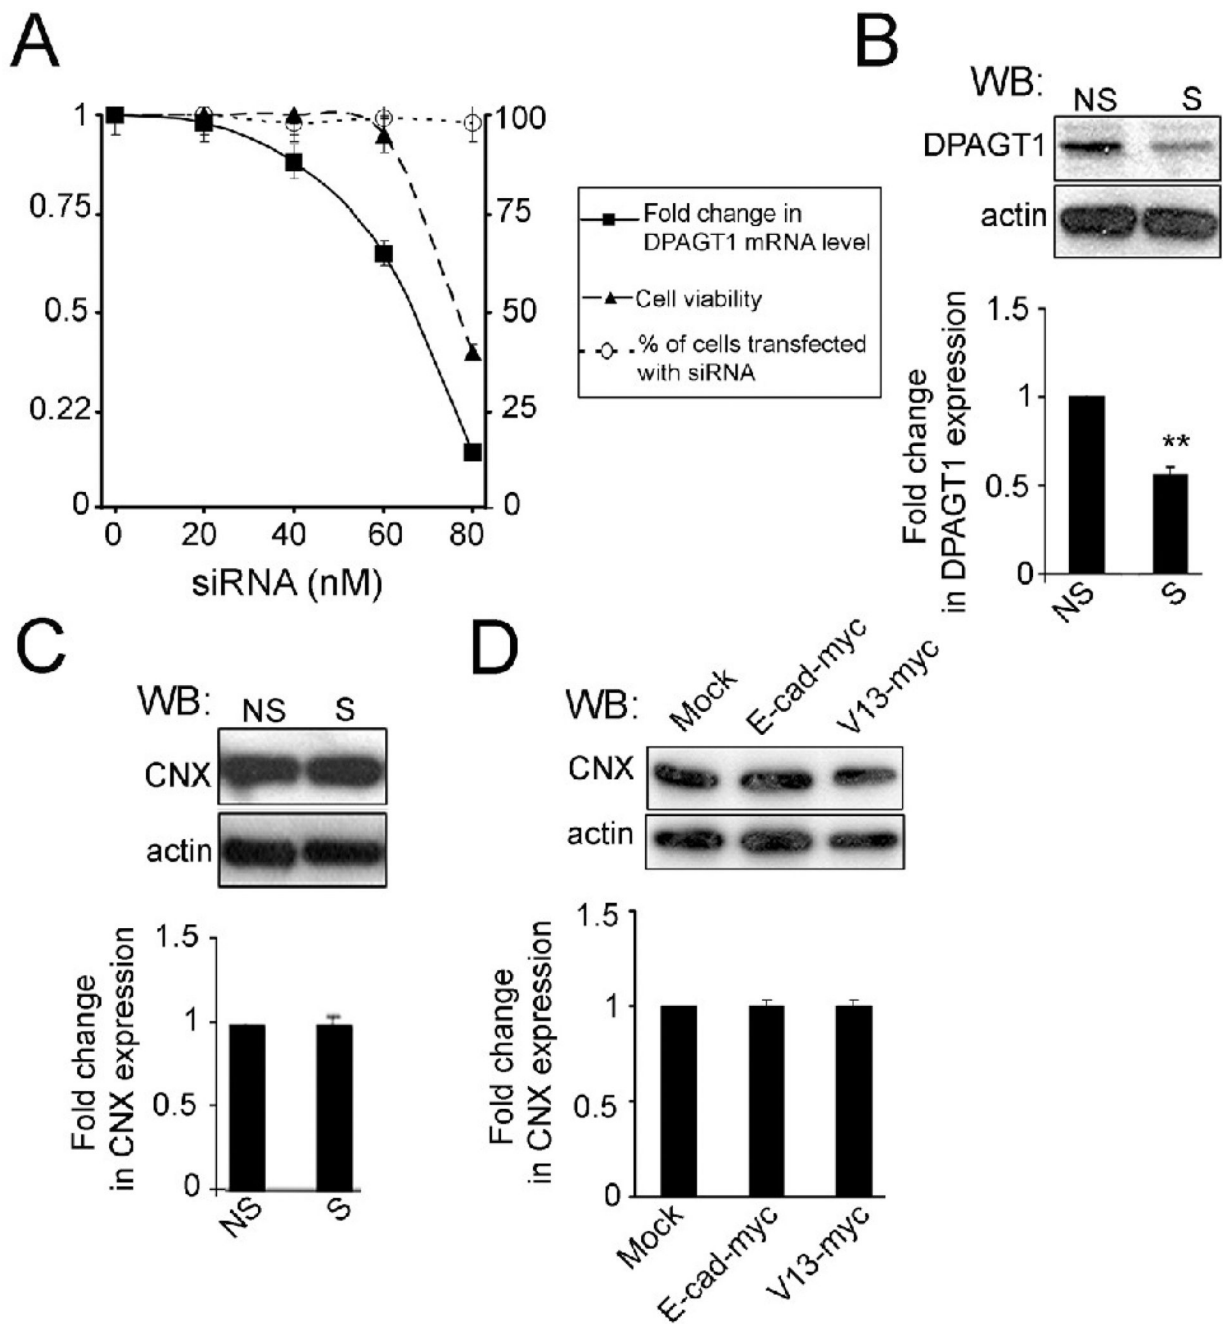 A
1
0.75
0.5
0.22
0
100
75
50
25
0
0 20 40 60 80
siRNA (nM)
Fold change in
DPAGT1 mRNA level
Cell viability
% of cells transfected
with siRNA
B
WB: NS S
DPAGT1
actin
Fold change
in DPAGT1 expression
1.5
1
0.5
0
**
NS S
C
WB: NS S
CNX
actin
Fold change
in CNX expression
1.5
1
0.5
0
NS S
D
WB: Mock E-cad-myc V13-myc
CNX
actin
Fold change
in CNX expression
1.5
1
0.5
0
Mock E-cad-myc V13-myc